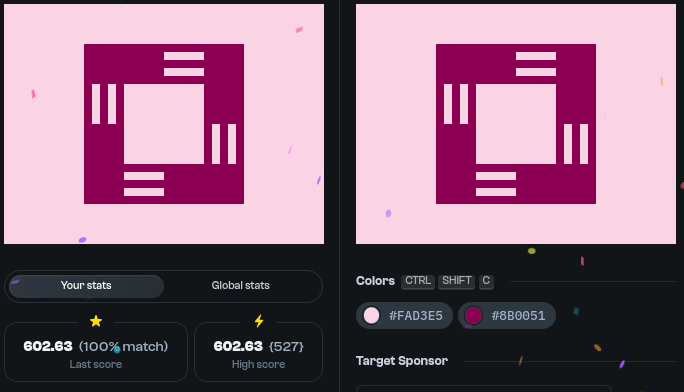 Your stats
Global stats
602.63 (100% match)
Last score
602.63 {527}
High score
Colors CTRL SHIFT C
#FAD3E5 #8B0051
Target Sponsor